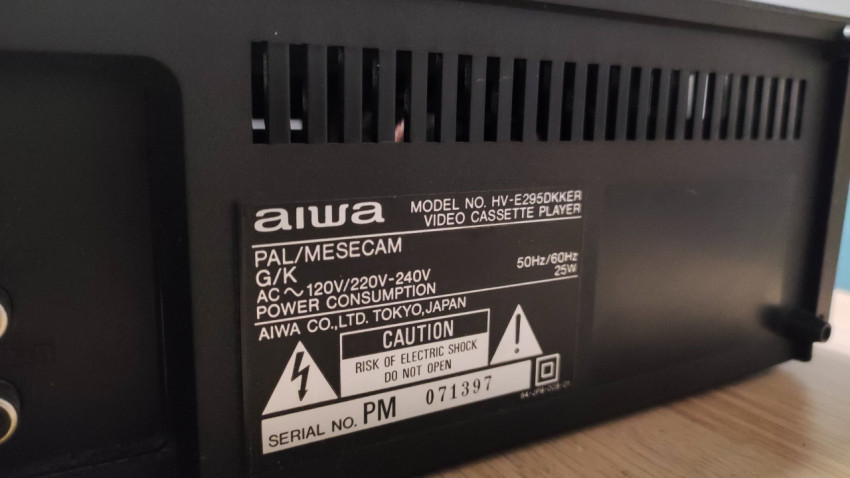 aiwa
MODEL NO. HV-E295DKKER
VIDEO CASSETTE PLAYER
PAL/MESECAM
G/K
AC ~ 120V/220V-240V 50Hz/60Hz
POWER CONSUMPTION 25W
AIWA CO.,LTD. TOKYO,JAPAN
CAUTION
RISK OF ELECTRIC SHOCK
DO NOT OPEN
SERIAL NO. PM 071397